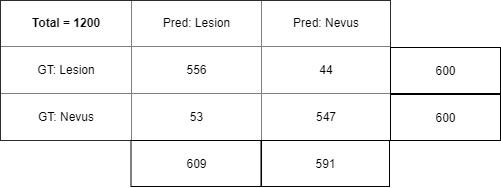 Total = 1200 Pred: Lesion Pred: Nevus
GT: Lesion 556 44 600
GT: Nevus 53 547 600
609 591